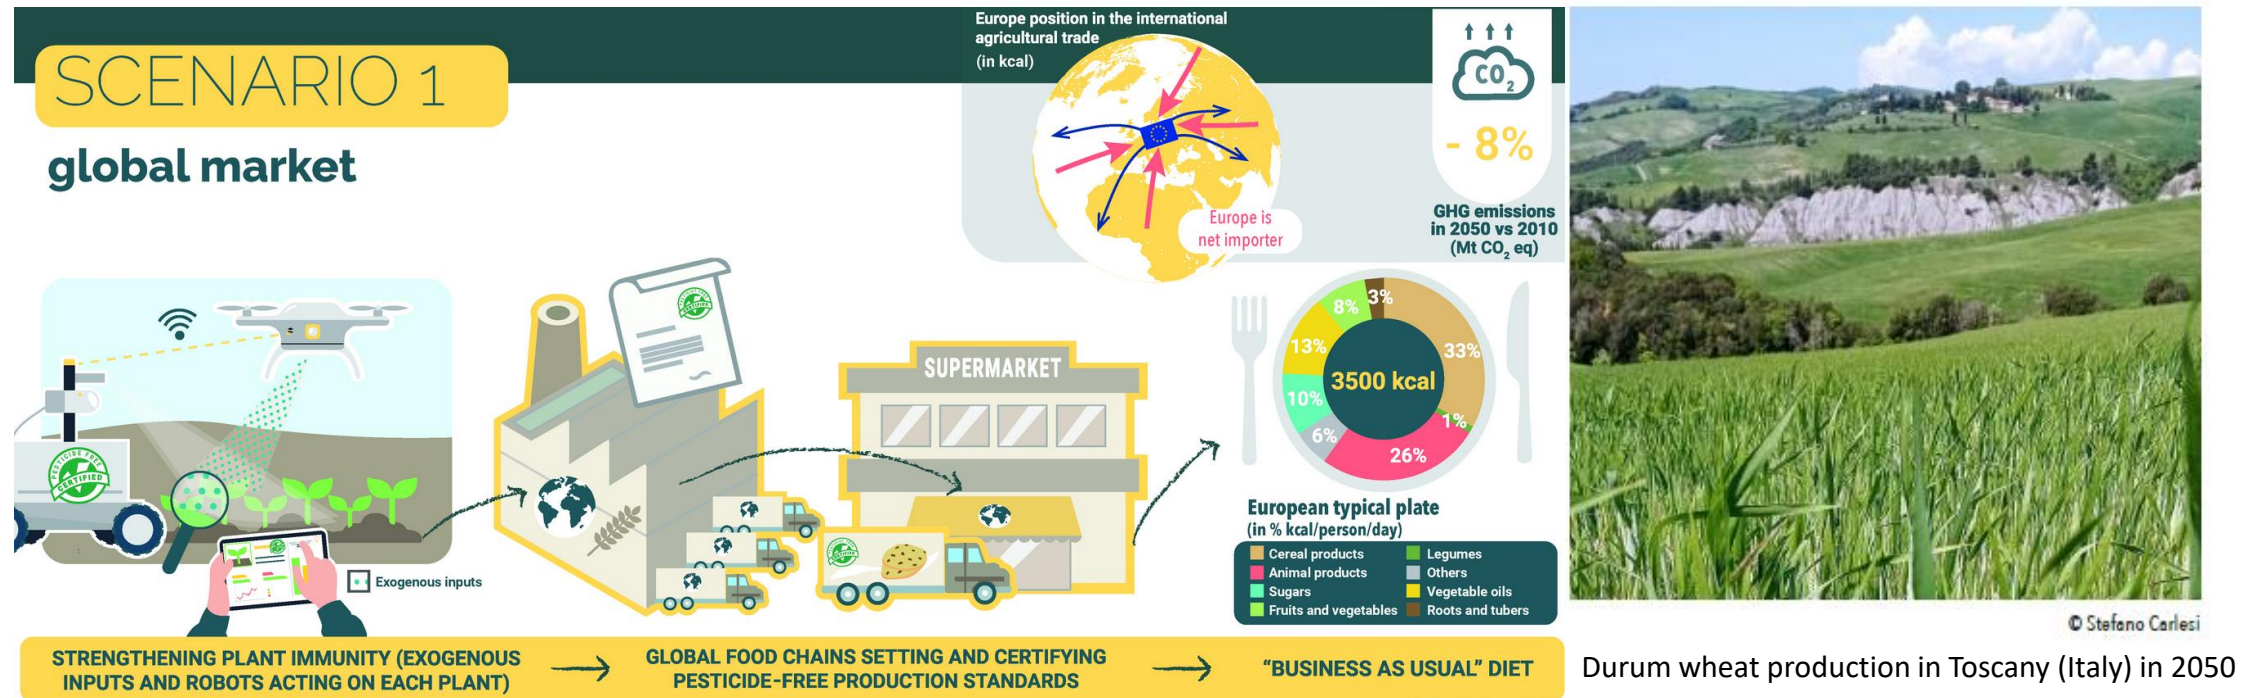 SCENARIO 1
global market
Europe position in the international
agricultural trade
(in kcal)
Europe is
net importer
CO2
- 8%
GHG emissions
in 2050 vs 2010
(Mt CO2 eq)
PESTICIDE FREE
CERTIFIED
Exogenous inputs
SUPERMARKET
3%
8%
33%
13%
3500 kcal
10%
1%
6%
26%
European typical plate
(in % kcal/person/day)
Cereal products
Animal products
Sugars
Fruits and vegetables
Legumes
Others
Vegetable oils
Roots and tubers
STRENGTHENING PLANT IMMUNITY (EXOGENOUS
INPUTS AND ROBOTS ACTING ON EACH PLANT)
GLOBAL FOOD CHAINS SETTING AND CERTIFYING
PESTICIDE-FREE PRODUCTION STANDARDS
"BUSINESS AS USUAL" DIET
© Stefano Carlesi
Durum wheat production in Toscany (Italy) in 2050